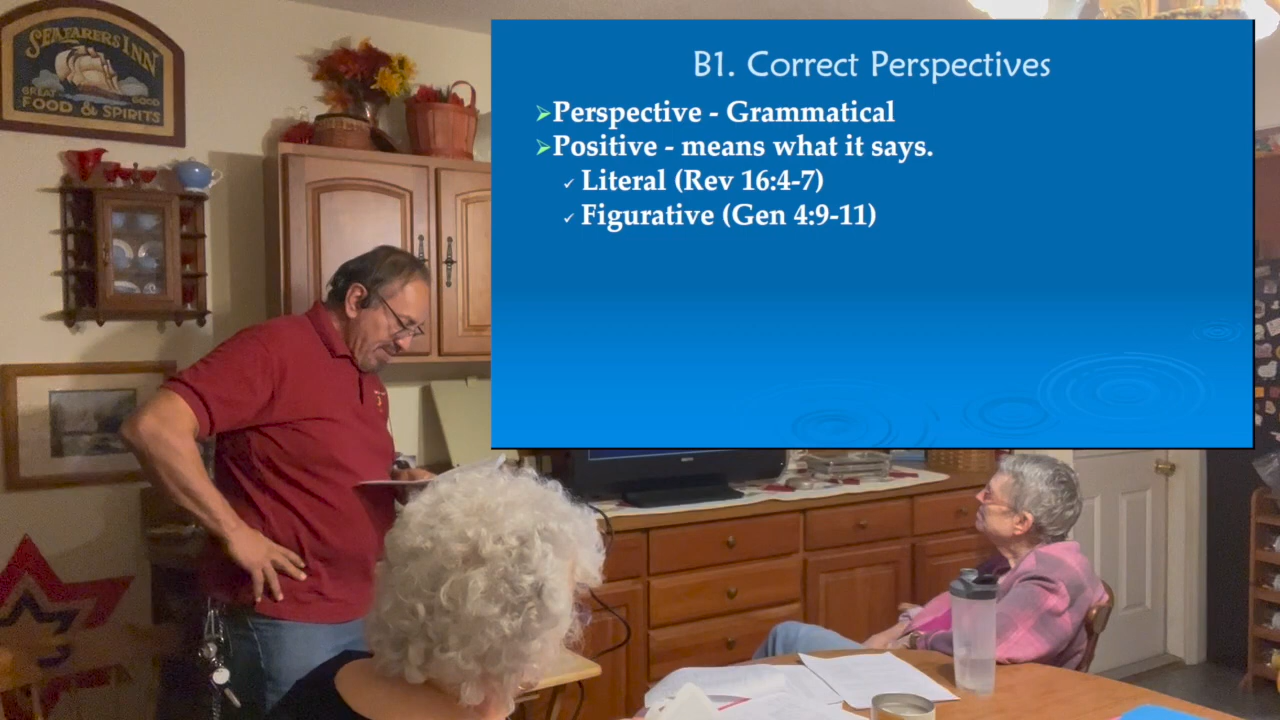 SEAFARERS INN
GREAT GOOD
FOOD & SPIRITS
B1. Correct Perspectives
Perspective - Grammatical
Positive - means what it says.
Literal (Rev 16:4-7)
Figurative (Gen 4:9-11)